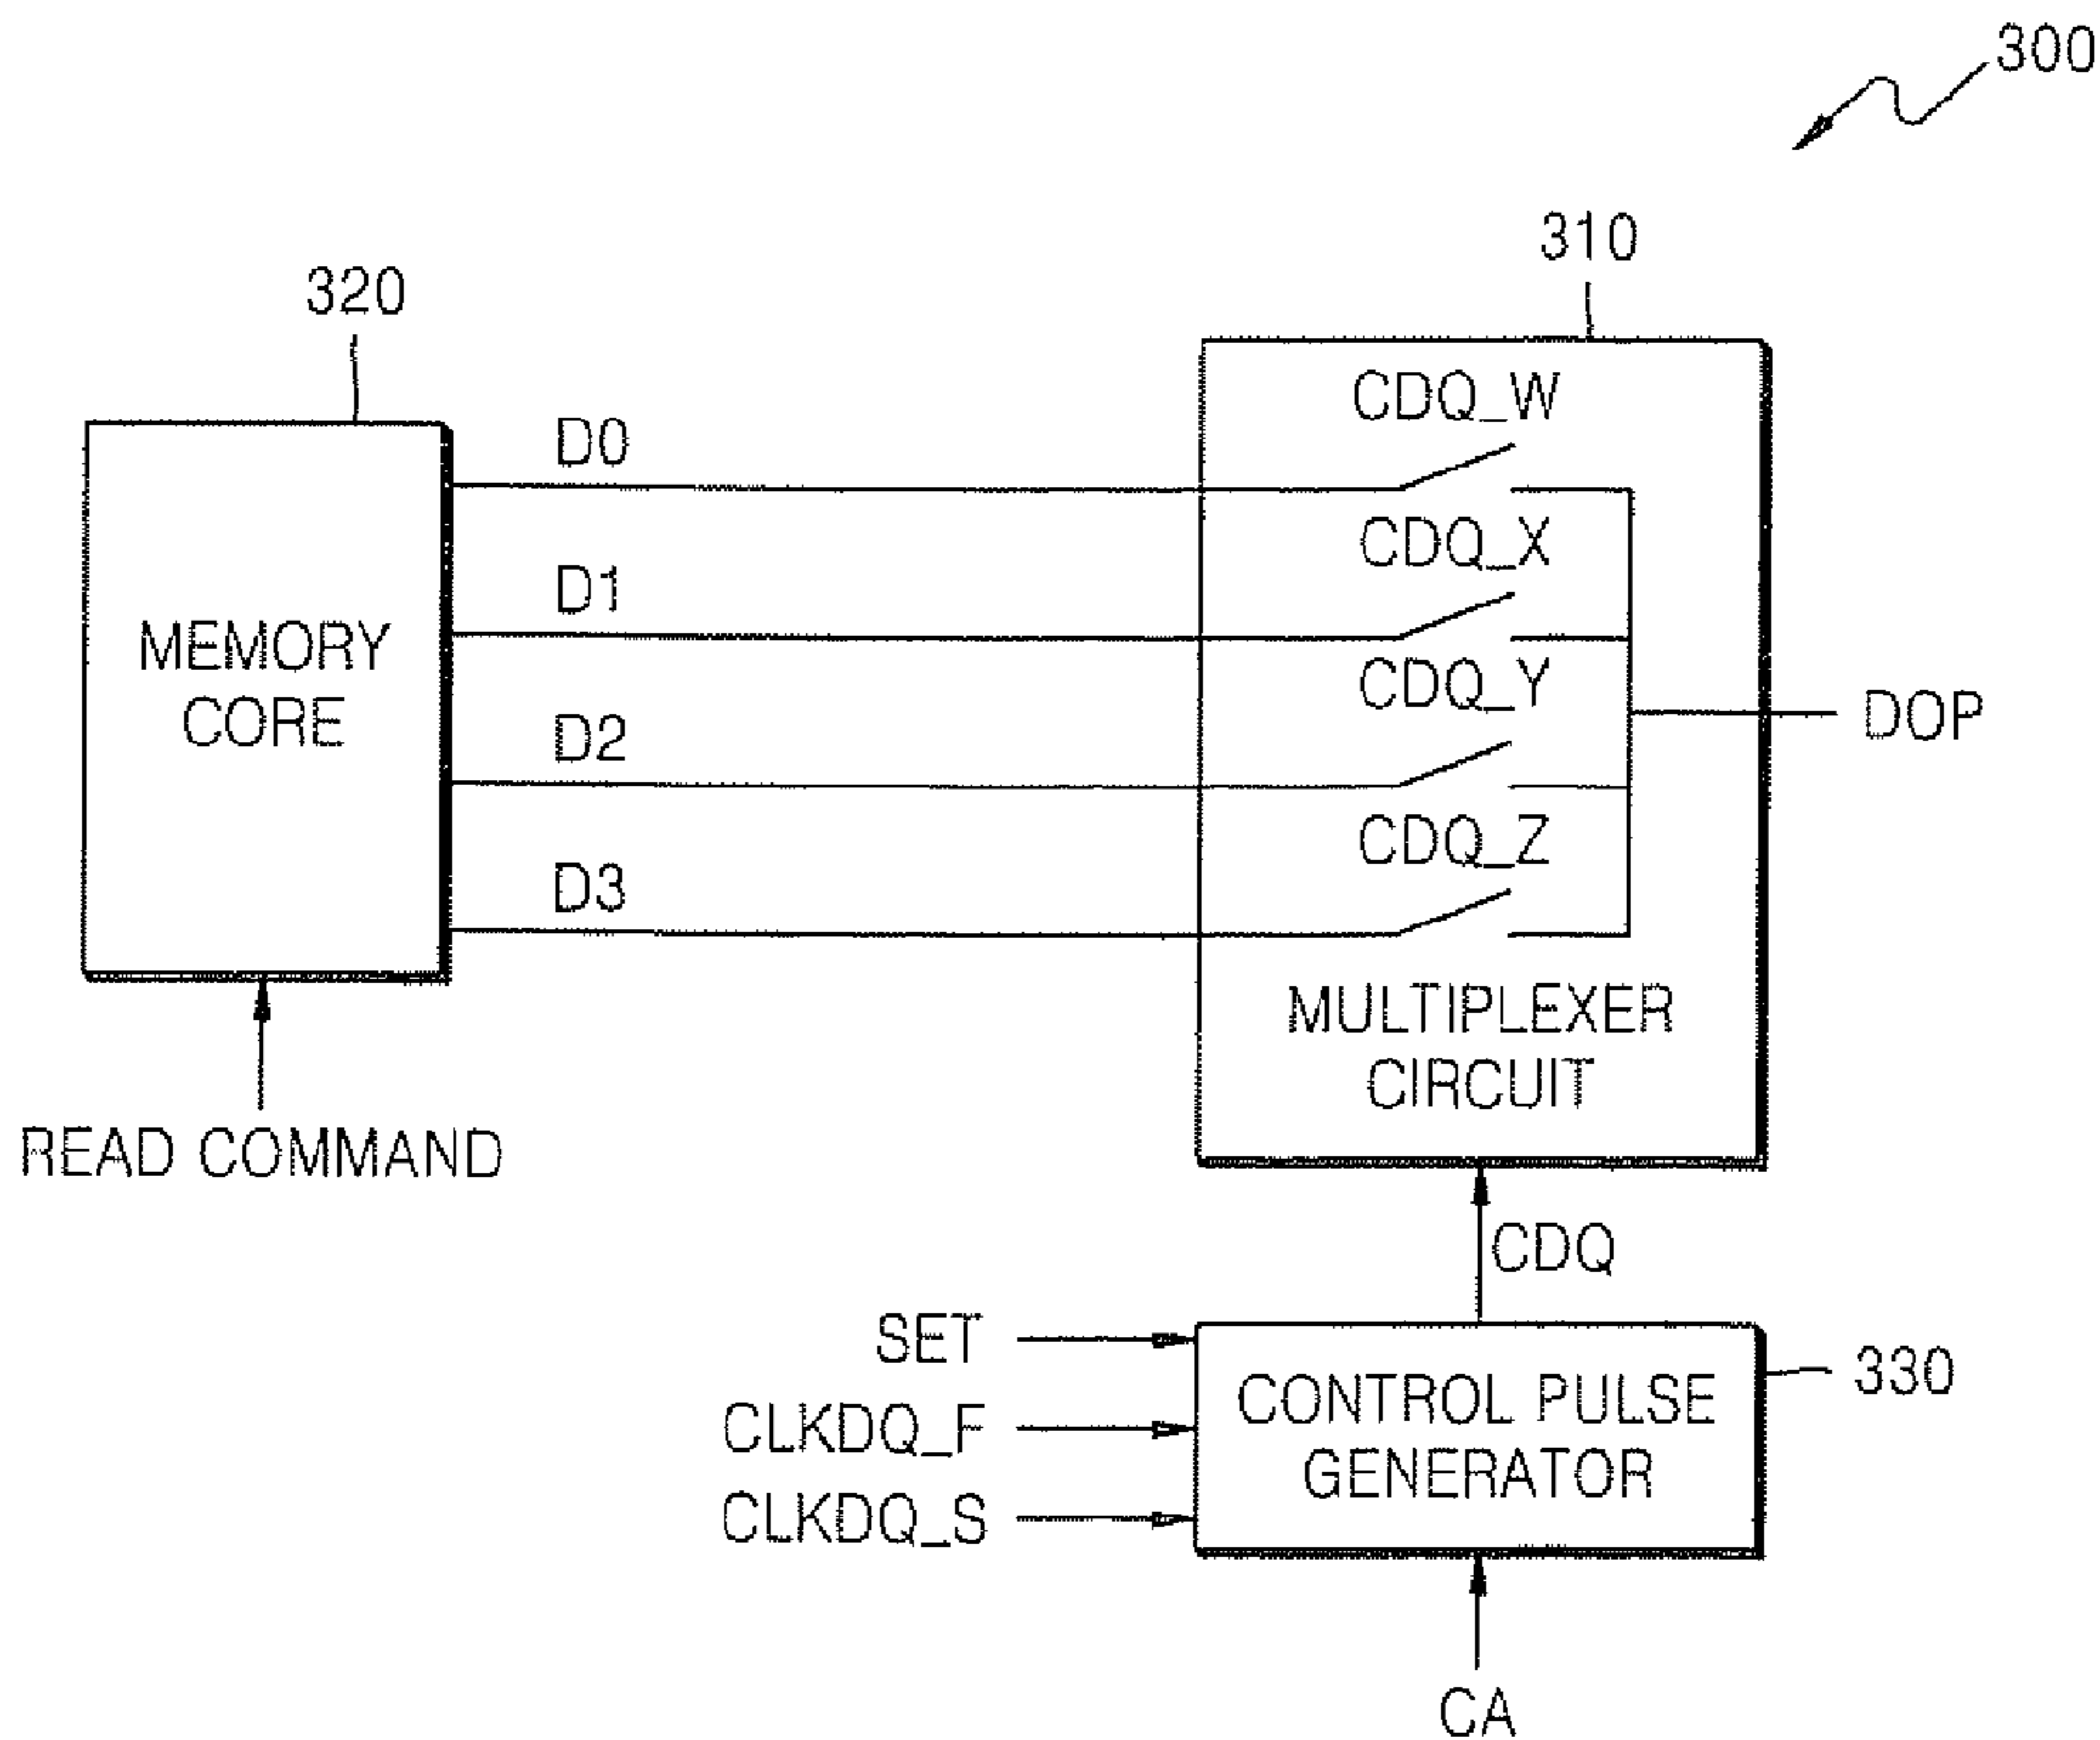 300
310
320
CDQ_W
D0
CDQ_X
D1
MEMORY
CORE
CDQ_Y
DOP
D2
CDQ_Z
D3
MULTIPLEXER
CIRCUIT
READ COMMAND
CDQ
SET
CLKDQ_F
CLKDQ_S
CONTROL PULSE
GENERATOR
330
CA